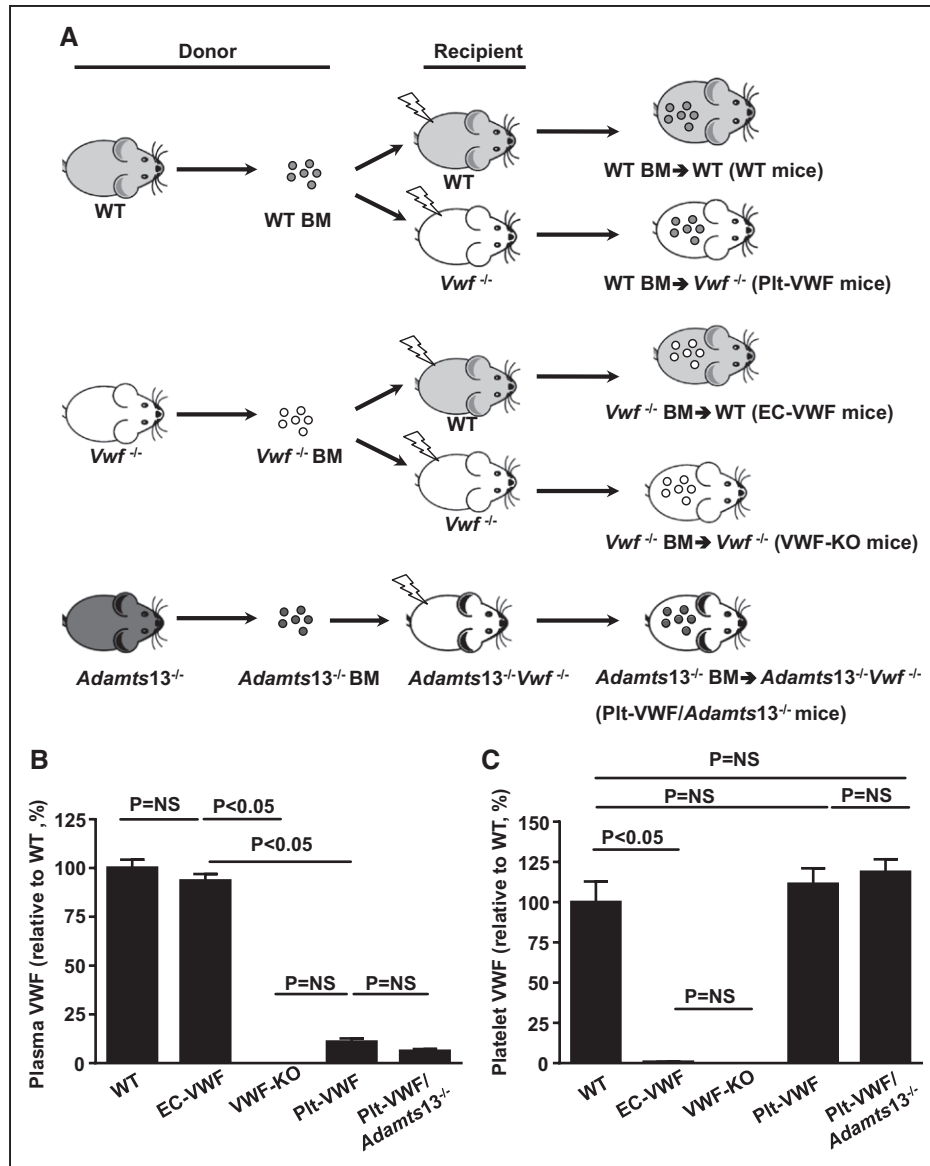 A
Donor
Recipient
WT
WT BM
WT
WT BM➔ WT (WT mice)
Vwf -/-
WT BM➔ Vwf -/- (Plt-VWF mice)
Vwf -/-
Vwf -/- BM
WT
Vwf -/- BM➔ WT (EC-VWF mice)
Vwf -/-
Vwf -/- BM➔ Vwf -/- (VWF-KO mice)
Adamts13-/-
Adamts13-/- BM
Adamts13-/-Vwf -/-
Adamts13-/- BM➔ Adamts13-/-Vwf -/-
(Plt-VWF/Adamts13-/- mice)
B
Plasma VWF (relative to WT, %)
125
100
75
50
25
0
P=NS
P<0.05
P<0.05
P=NS
P=NS
WT
EC-VWF
VWF-KO
Plt-VWF
Plt-VWF/
Adamts13-/-
C
Platelet VWF (relative to WT, %)
150
125
100
75
50
25
0
P=NS
P=NS
P=NS
P<0.05
P=NS
WT
EC-VWF
VWF-KO
Plt-VWF
Plt-VWF/
Adamts13-/-